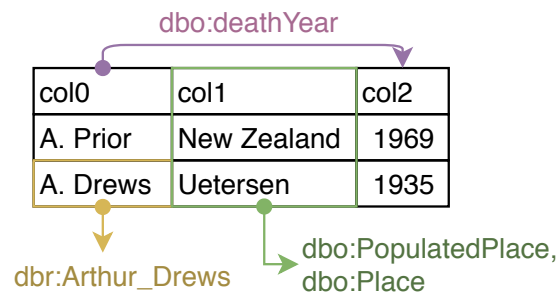 dbo:deathYear
col0 col1 col2
A. Prior New Zealand 1969
A. Drews Uetersen 1935
dbr:Arthur_Drews
dbo:PopulatedPlace,
dbo:Place